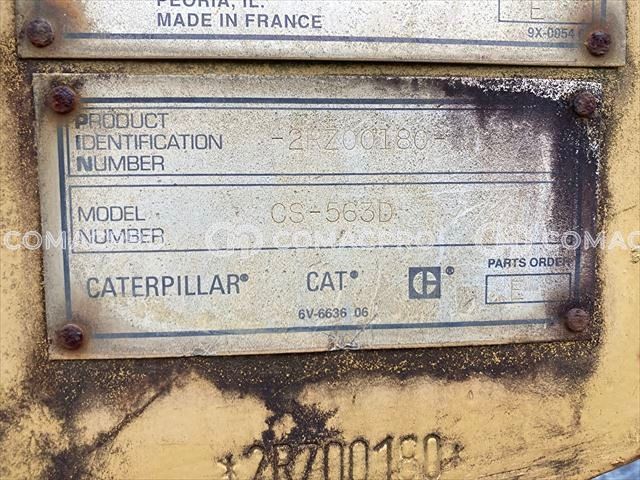 PEORIA, IL.
MADE IN FRANCE
E
9X-0054
PRODUCT
IDENTIFICATION
NUMBER
-2RZ00180-
MODEL
NUMBER
CS-563D
CATERPILLAR®
CAT®
®
6V-6636 06
PARTS ORDER
E
*2RZ00180*